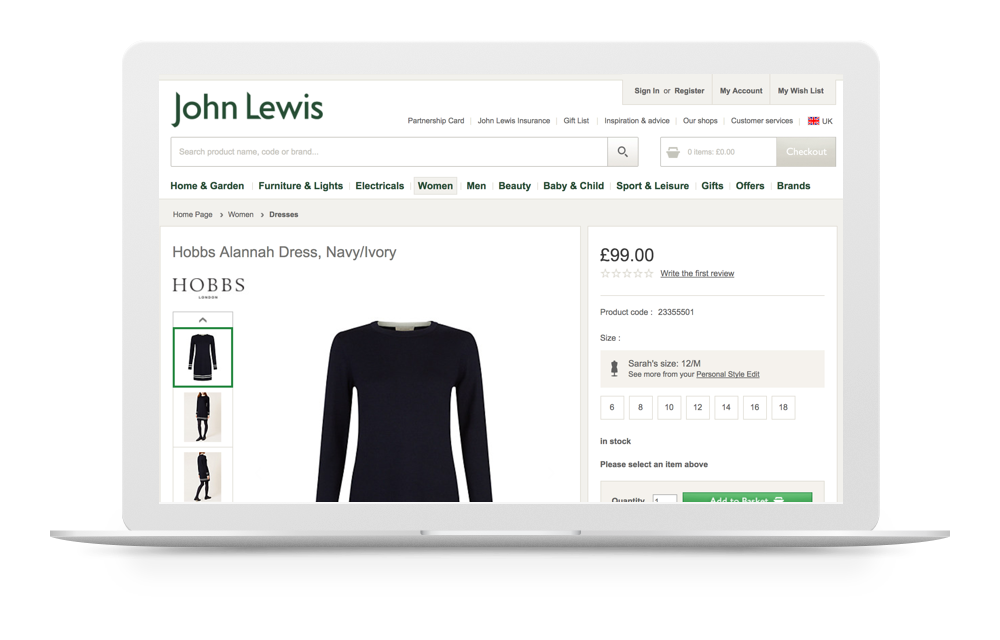 John Lewis
Sign In or Register
My Account
My Wish List
Partnership Card
John Lewis Insurance
Gift List
Inspiration & advice
Our shops
Customer services
UK
Search product name, code or brand...
0 items: £0.00
Checkout
Home & Garden
Furniture & Lights
Electricals
Women
Men
Beauty
Baby & Child
Sport & Leisure
Gifts
Offers
Brands
Home Page > Women > Dresses
Hobbs Alannah Dress, Navy/Ivory
HOBBS
LONDON
£99.00
Write the first review
Product code : 23355501
Size :
Sarah's size: 12/M
See more from your Personal Style Edit
6
8
10
12
14
16
18
in stock
Please select an item above
Quantity
1
Add to Basket